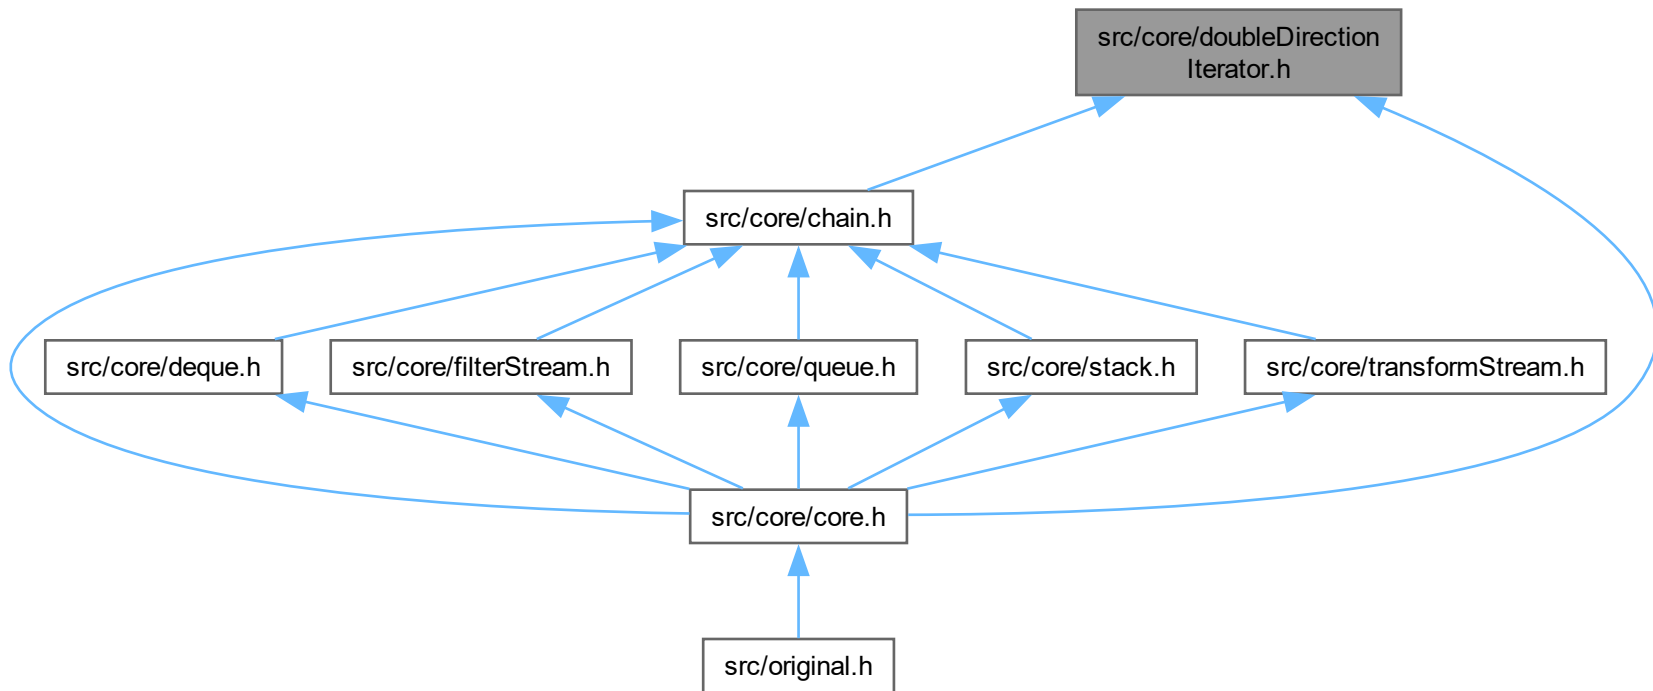 src/core/doubleDirection
Iterator.h
src/core/chain.h
src/core/deque.h
src/core/filterStream.h
src/core/queue.h
src/core/stack.h
src/core/transformStream.h
src/core/core.h
src/original.h